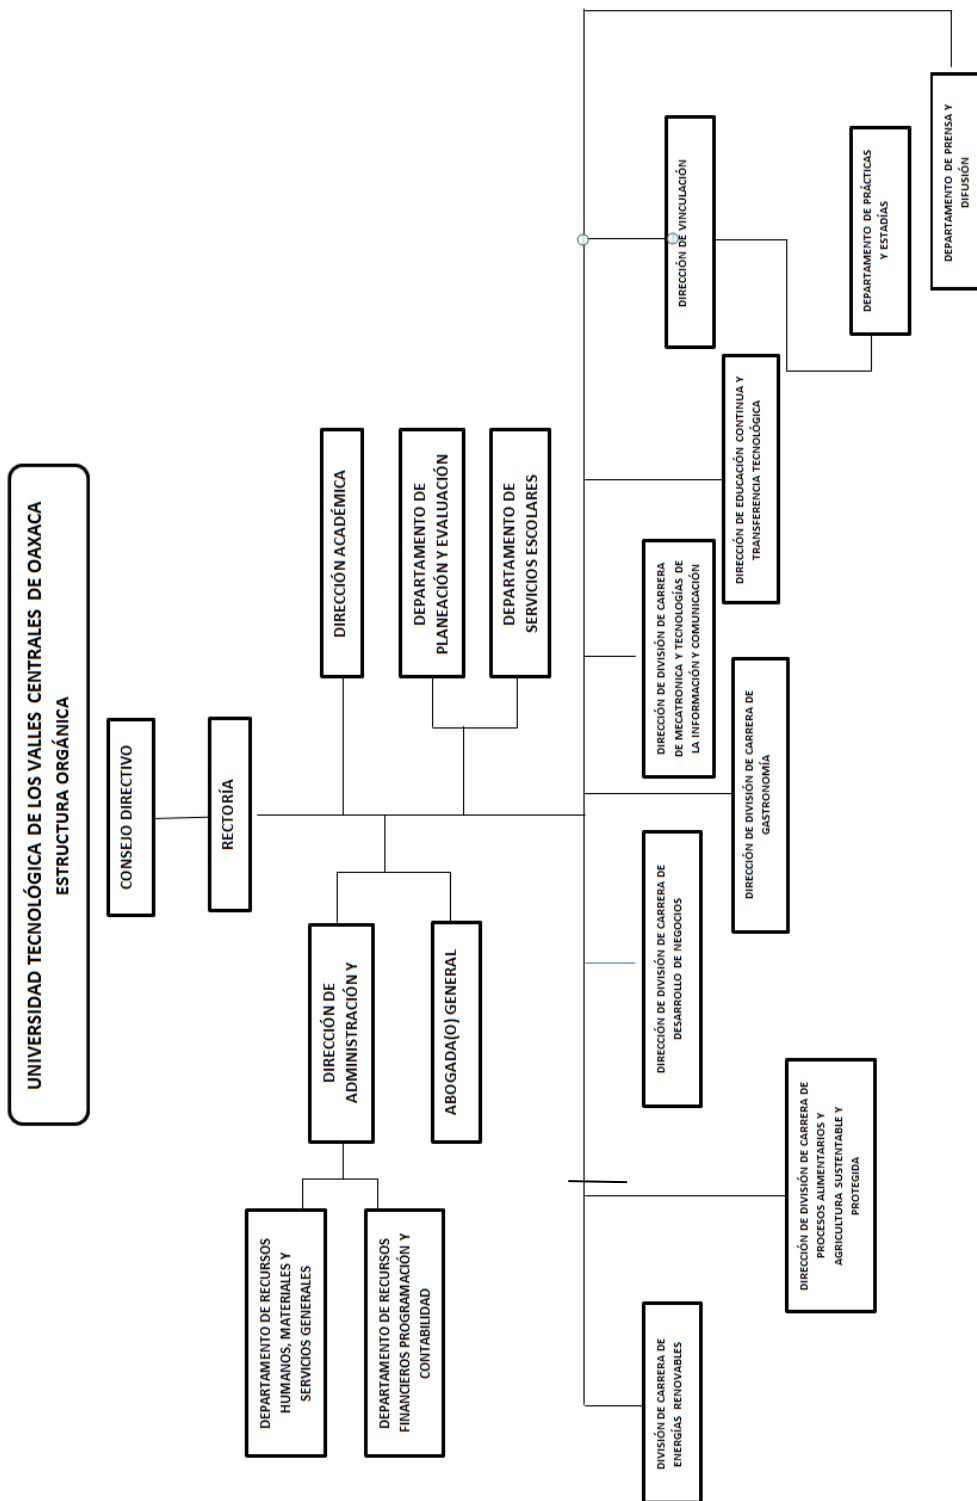 UNIVERSIDAD TECNOLÓGICA DE LOS VALLES CENTRALES DE OAXACA
ESTRUCTURA ORGÁNICA
CONSEJO DIRECTIVO
RECTORÍA
DIRECCIÓN ACADÉMICA
DIRECCIÓN DE
ADMINISTRACIÓN Y
DEPARTAMENTO DE
PLANEACIÓN Y EVALUACIÓN
ABOGADA(O) GENERAL
DEPARTAMENTO DE
SERVICIOS ESCOLARES
DEPARTAMENTO DE RECURSOS
HUMANOS, MATERIALES Y
SERVICIOS GENERALES
DEPARTAMENTO DE RECURSOS
FINANCIEROS PROGRAMACIÓN Y
CONTABILIDAD
DIVISIÓN DE CARRERA DE
ENERGÍAS RENOVABLES
DIRECCIÓN DE DIVISIÓN DE CARRERA DE
PROCESOS ALIMENTARIOS Y
AGRICULTURA SUSTENTABLE Y
PROTEGIDA
DIRECCIÓN DE DIVISIÓN DE CARRERA DE
DESARROLLO DE NEGOCIOS
DIRECCIÓN DE DIVISIÓN DE CARRERA DE
GASTRONOMÍA
DIRECCIÓN DE DIVISIÓN DE CARRERA
DE MECATRONICA Y TECNOLOGÍAS DE
LA INFORMACIÓN Y COMUNICACIÓN
DIRECCIÓN DE EDUCACIÓN CONTINUA Y
TRANSFERENCIA TECNOLÓGICA
DIRECCIÓN DE VINCULACIÓN
DEPARTAMENTO DE PRÁCTICAS
Y ESTADÍAS
DEPARTAMENTO DE PRENSA Y
DIFUSIÓN